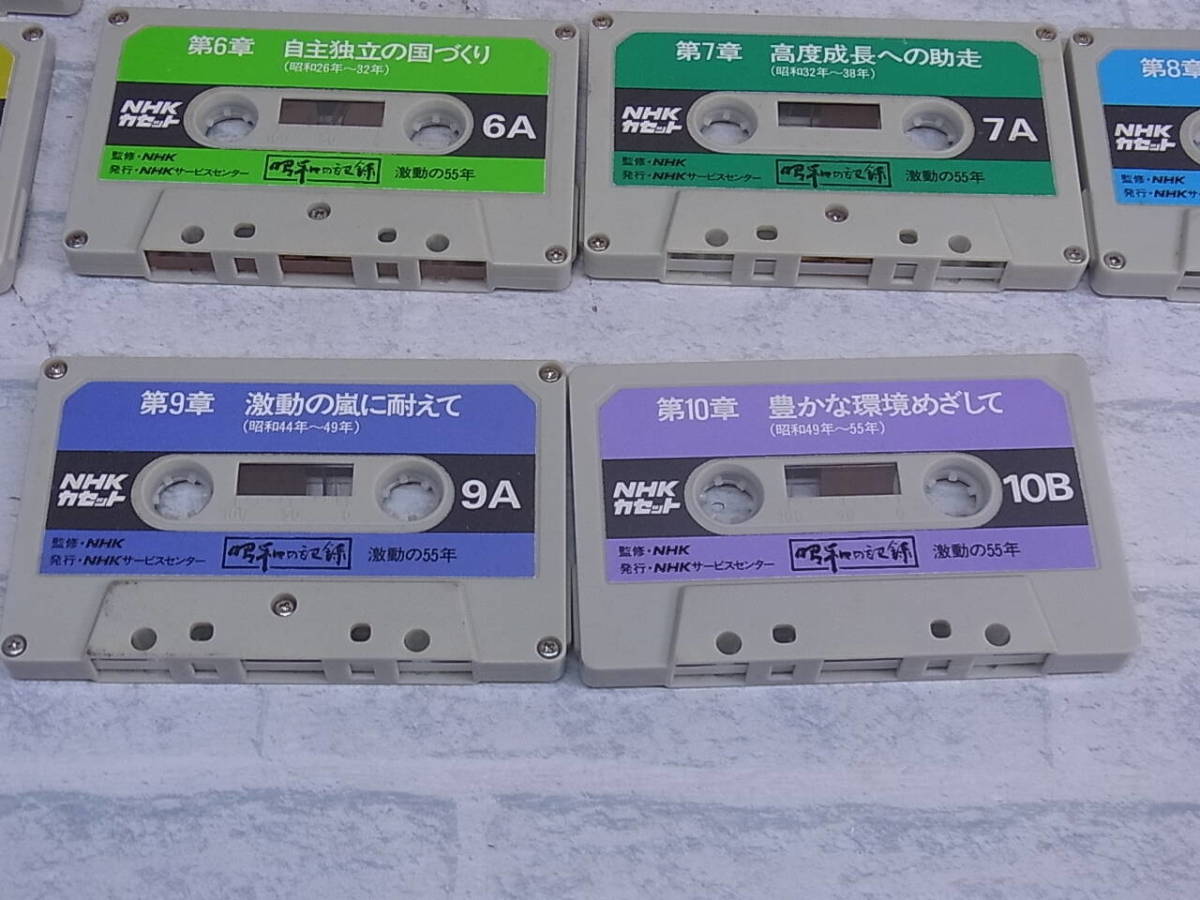 第6章 自主独立の国づくり
(昭和26年~32年)
NHK
カセット
6A
監修・NHK
発行・NHKサービスセンター
昭和の記録 激動の55年
第7章 高度成長への助走
(昭和32年~38年)
NHK
カセット
7A
監修・NHK
発行・NHKサービスセンター
昭和の記録 激動の55年
第8章
NHK
カセット
監修・NHK
発行・NHKサ
第9章 激動の嵐に耐えて
(昭和44年~49年)
NHK
カセット
9A
100 50 0
監修・NHK
発行・NHKサービスセンター
昭和の記録 激動の55年
第10章 豊かな環境めざして
(昭和49年~55年)
NHK
カセット
10B
監修・NHK
発行・NHKサービスセンター
昭和の記録 激動の55年